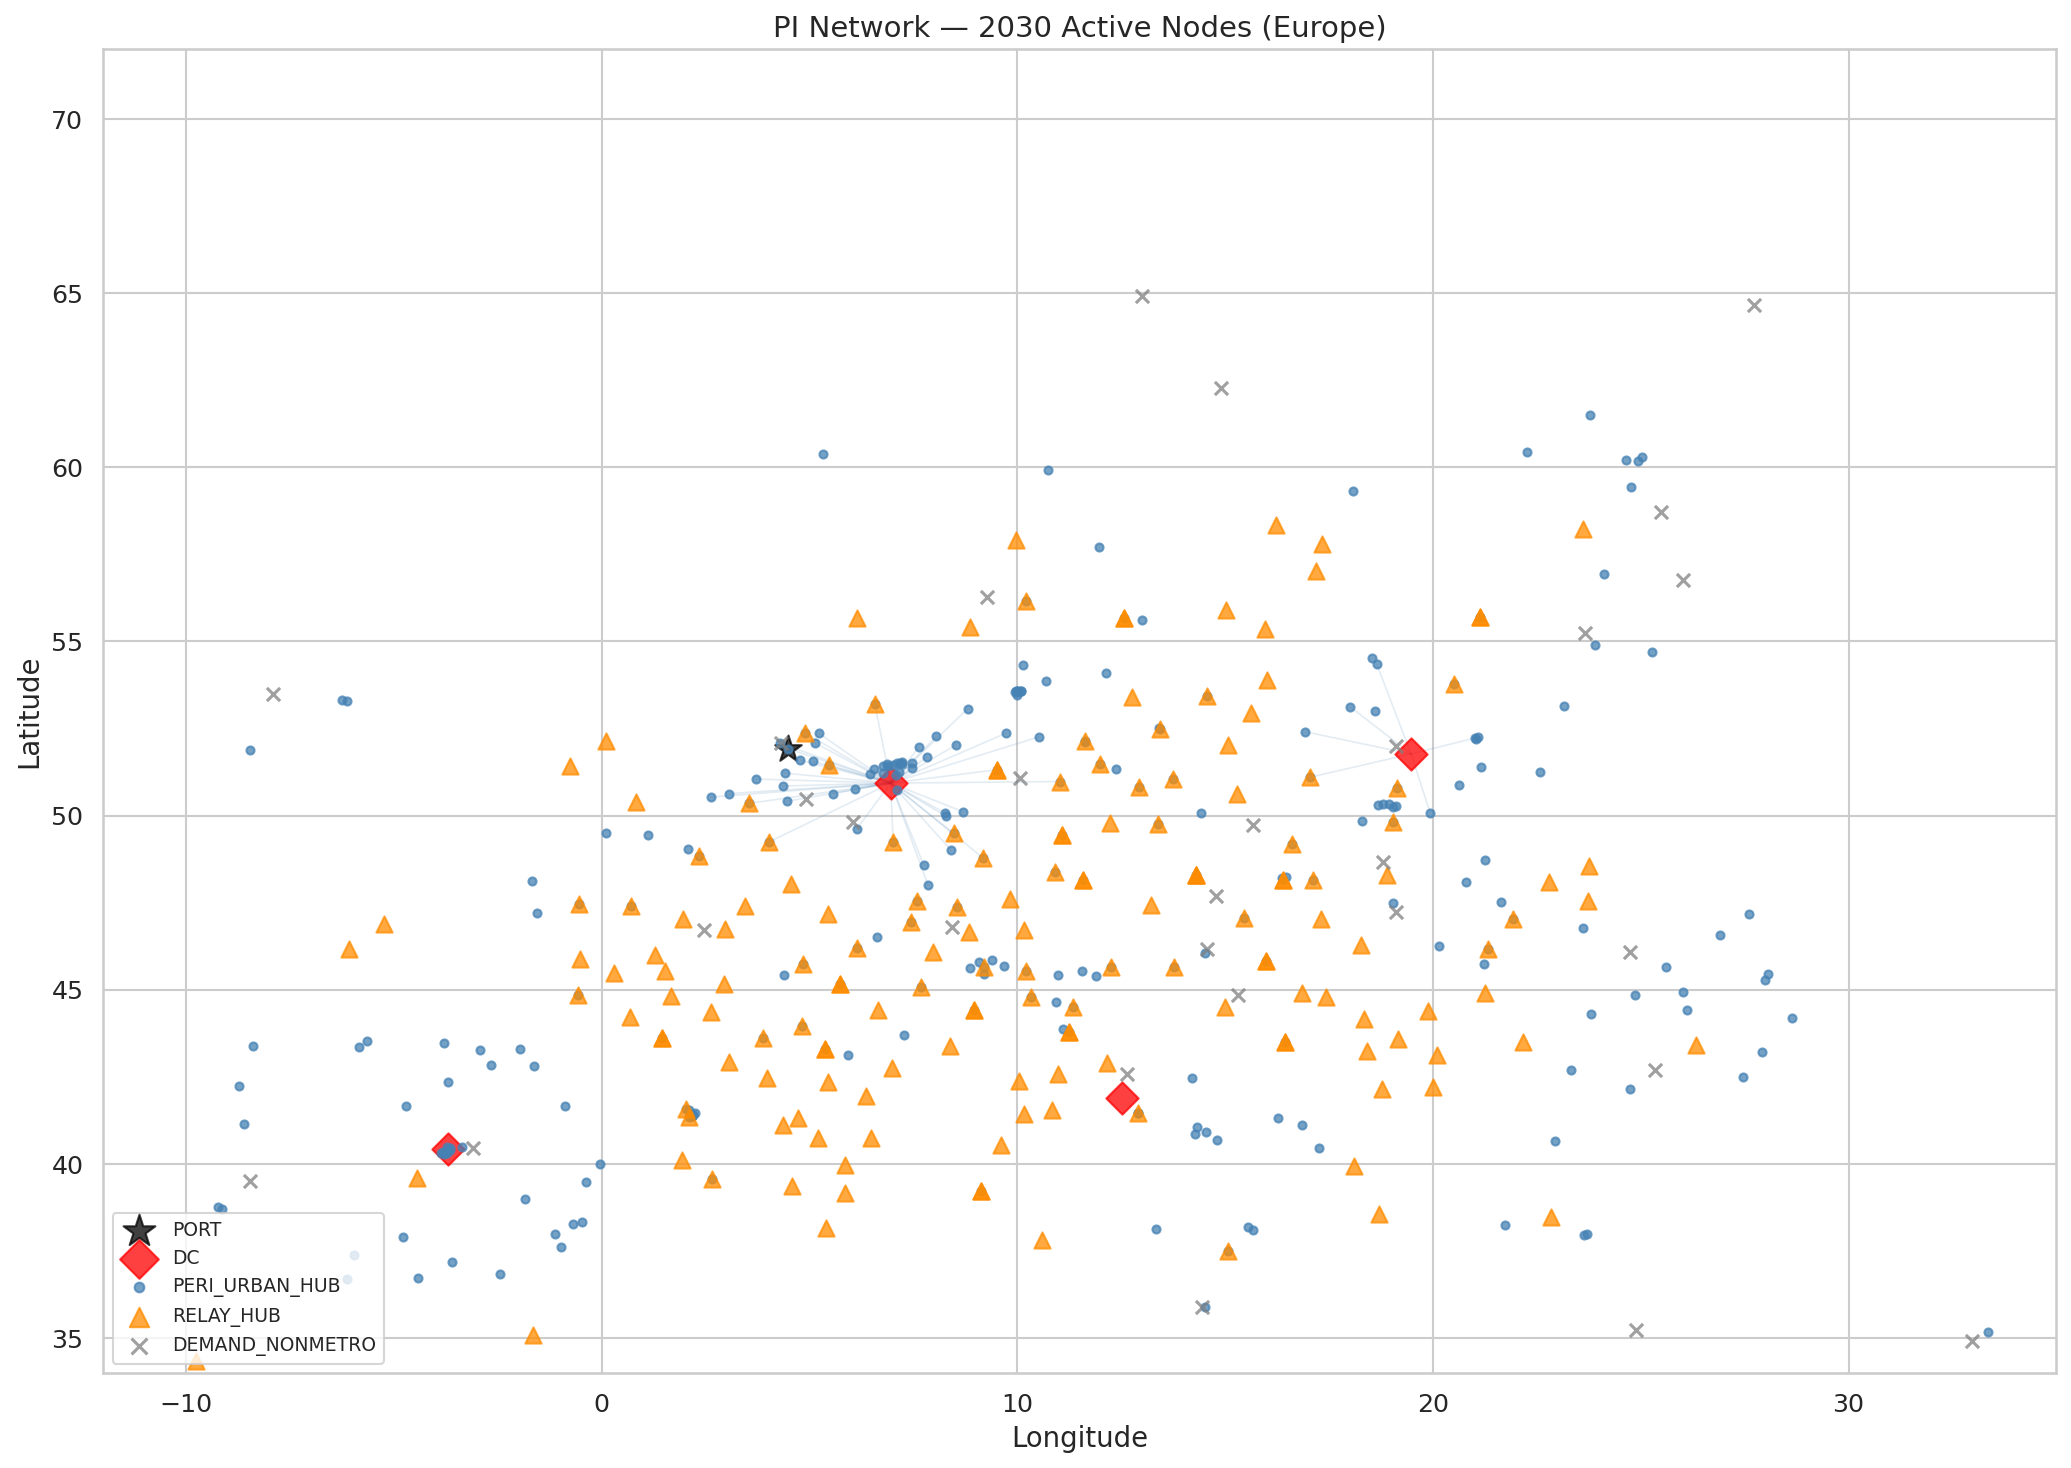 PI Network — 2030 Active Nodes (Europe)
70
65
60
55
50
45
40
35
Latitude
PORT
DC
PERI_URBAN_HUB
RELAY_HUB
DEMAND_NONMETRO
−10
0
10
20
30
Longitude